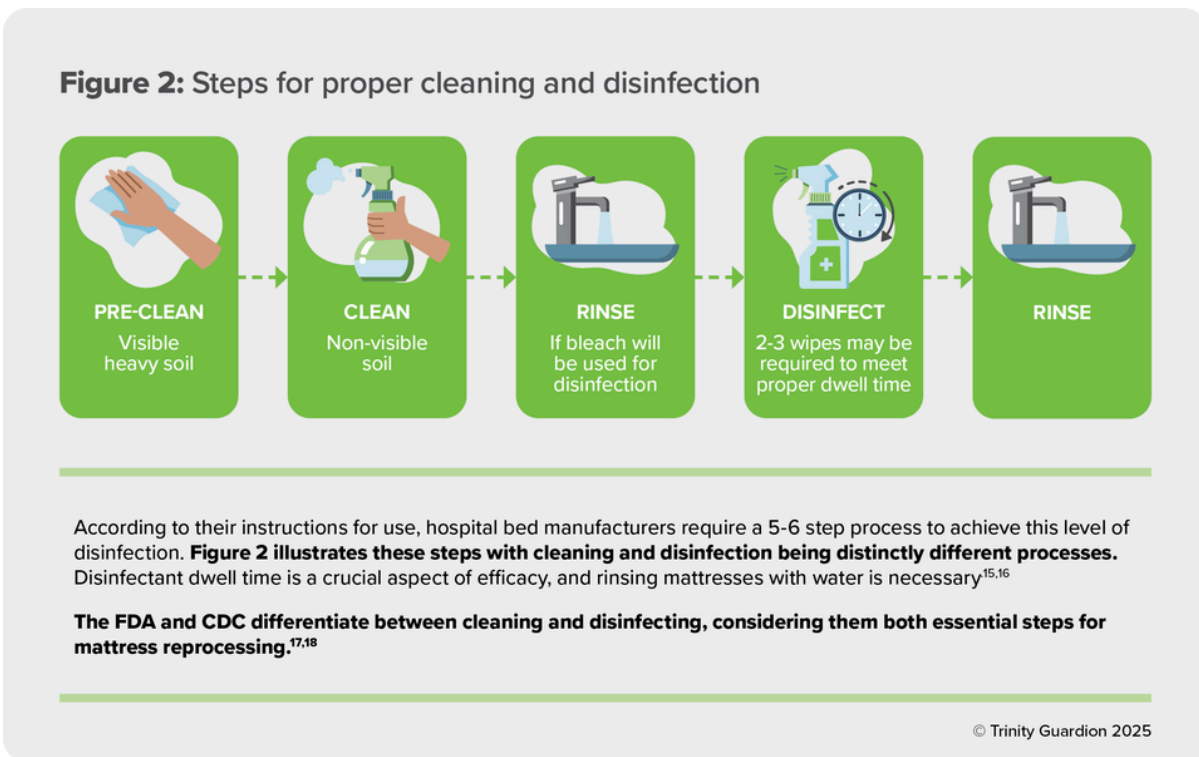 Figure 2: Steps for proper cleaning and disinfection
PRE-CLEAN
Visible
heavy soil
CLEAN
Non-visible
soil
RINSE
If bleach will
be used for
disinfection
DISINFECT
2-3 wipes may be
required to meet
proper dwell time
RINSE
According to their instructions for use, hospital bed manufacturers require a 5-6 step process to achieve this level of
disinfection. Figure 2 illustrates these steps with cleaning and disinfection being distinctly different processes.
Disinfectant dwell time is a crucial aspect of efficacy, and rinsing mattresses with water is necessary15,16
The FDA and CDC differentiate between cleaning and disinfecting, considering them both essential steps for
mattress reprocessing.17,18
© Trinity Guardion 2025